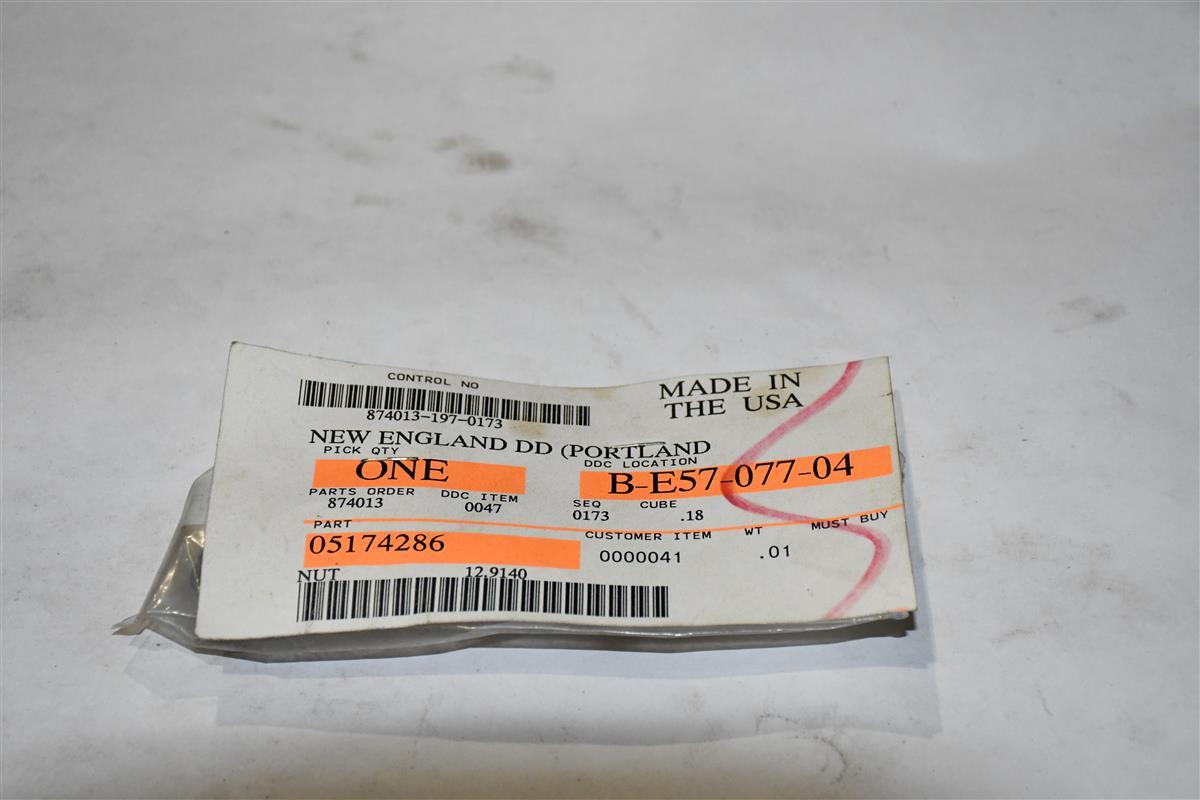 CONTROL NO
874013-197-0173
MADE IN
THE USA
NEW ENGLAND DD (PORTLAND
PICK QTY
DDC LOCATION
ONE
B-E57-077-04
PARTS ORDER DDC ITEM SEQ CUBE
874013 0047 0173 .18
PART CUSTOMER ITEM WT MUST BUY
05174286 0000041 .01
NUT 12.9140